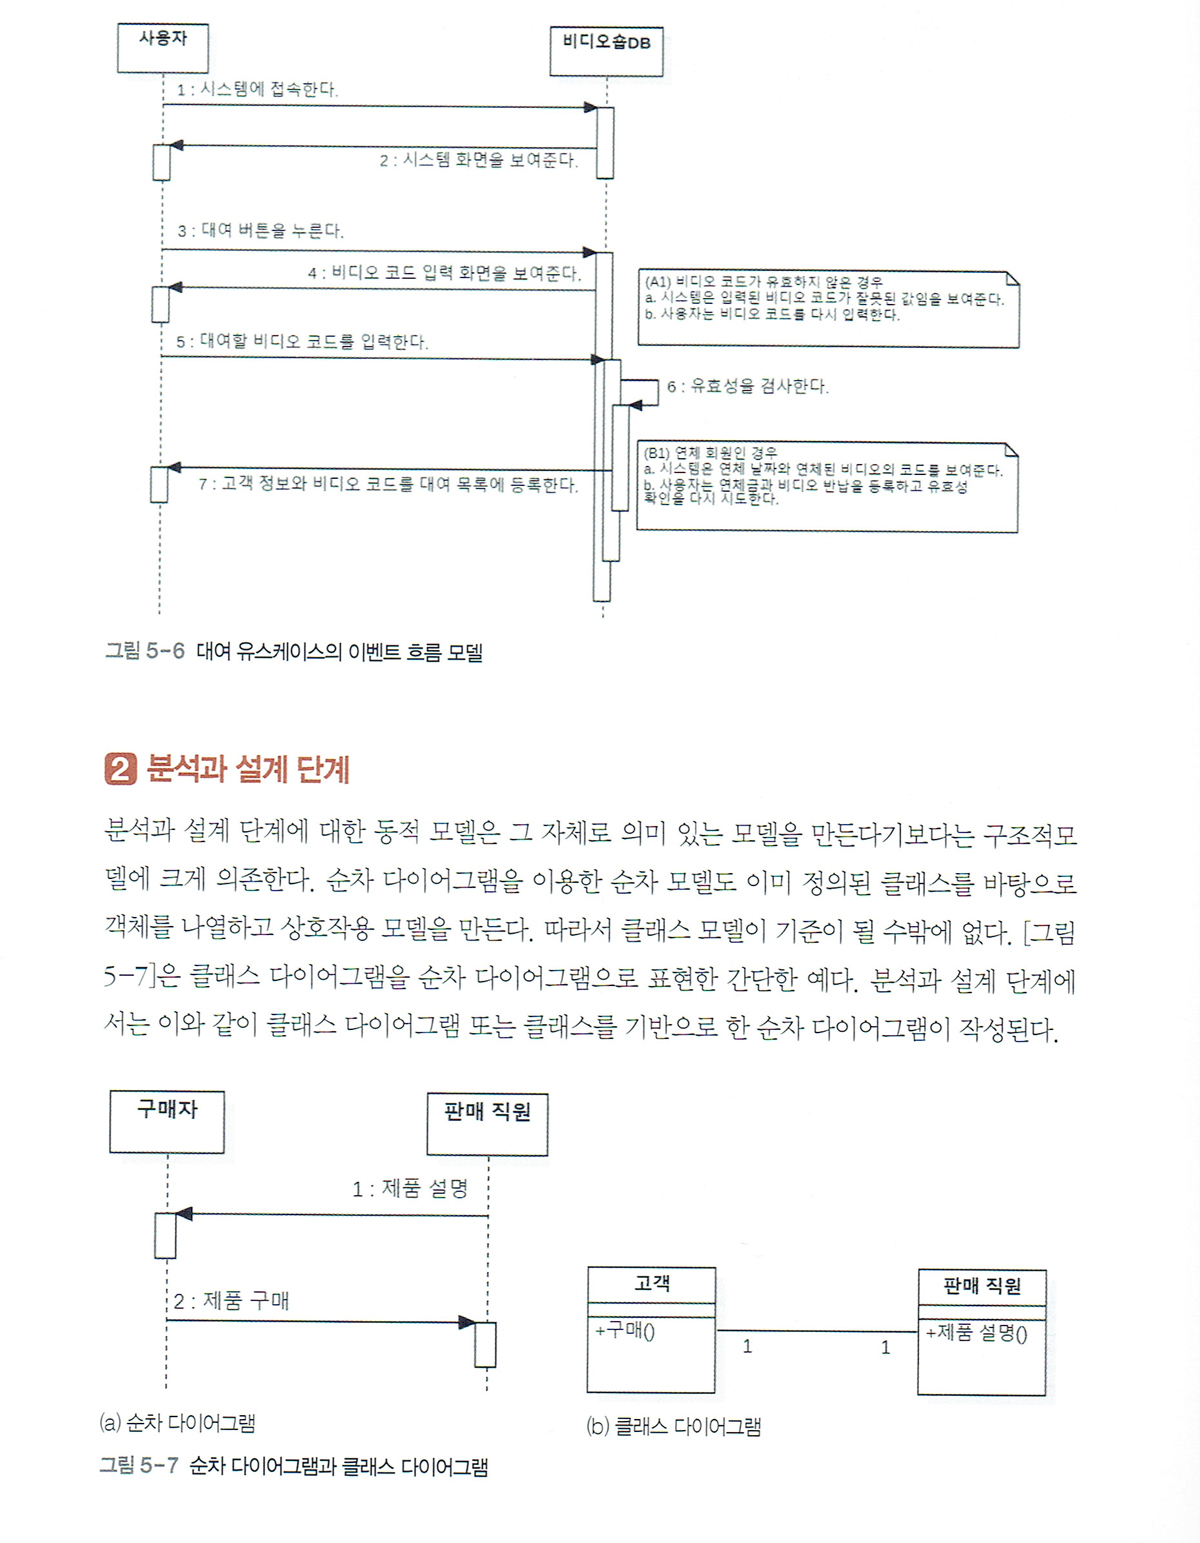 사용자
비디오숍DB
1 : 시스템에 접속한다.
2 : 시스템 화면을 보여준다.
3 : 대여 버튼을 누른다.
4 : 비디오 코드 입력 화면을 보여준다.
(A1) 비디오 코드가 유효하지 않은 경우
a. 시스템은 입력된 비디오 코드가 잘못된 값임을 보여준다.
b. 사용자는 비디오 코드를 다시 입력한다.
5 : 대여할 비디오 코드를 입력한다.
6 : 유효성을 검사한다.
(B1) 연체 회원인 경우
a. 시스템은 연체 날짜와 연체된 비디오의 코드를 보여준다.
b. 사용자는 연체금과 비디오 반납을 등록하고 유효성
확인을 다시 시도한다.
7 : 고객 정보와 비디오 코드를 대여 목록에 등록한다.
그림 5-6 대여 유스케이스의 이벤트 흐름 모델
2 분석과 설계 단계
분석과 설계 단계에 대한 동적 모델은 그 자체로 의미 있는 모델을 만든다기보다는 구조적모
델에 크게 의존한다. 순차 다이어그램을 이용한 순차 모델도 이미 정의된 클래스를 바탕으로
객체를 나열하고 상호작용 모델을 만든다. 따라서 클래스 모델이 기준이 될 수밖에 없다. [그림
5-7]은 클래스 다이어그램을 순차 다이어그램으로 표현한 간단한 예다. 분석과 설계 단계에
서는 이와 같이 클래스 다이어그램 또는 클래스를 기반으로 한 순차 다이어그램이 작성된다.
구매자
판매 직원
1 : 제품 설명
2 : 제품 구매
고객
+구매()
1
1
판매 직원
+제품 설명()
(a) 순차 다이어그램
(b) 클래스 다이어그램
그림 5-7 순차 다이어그램과 클래스 다이어그램